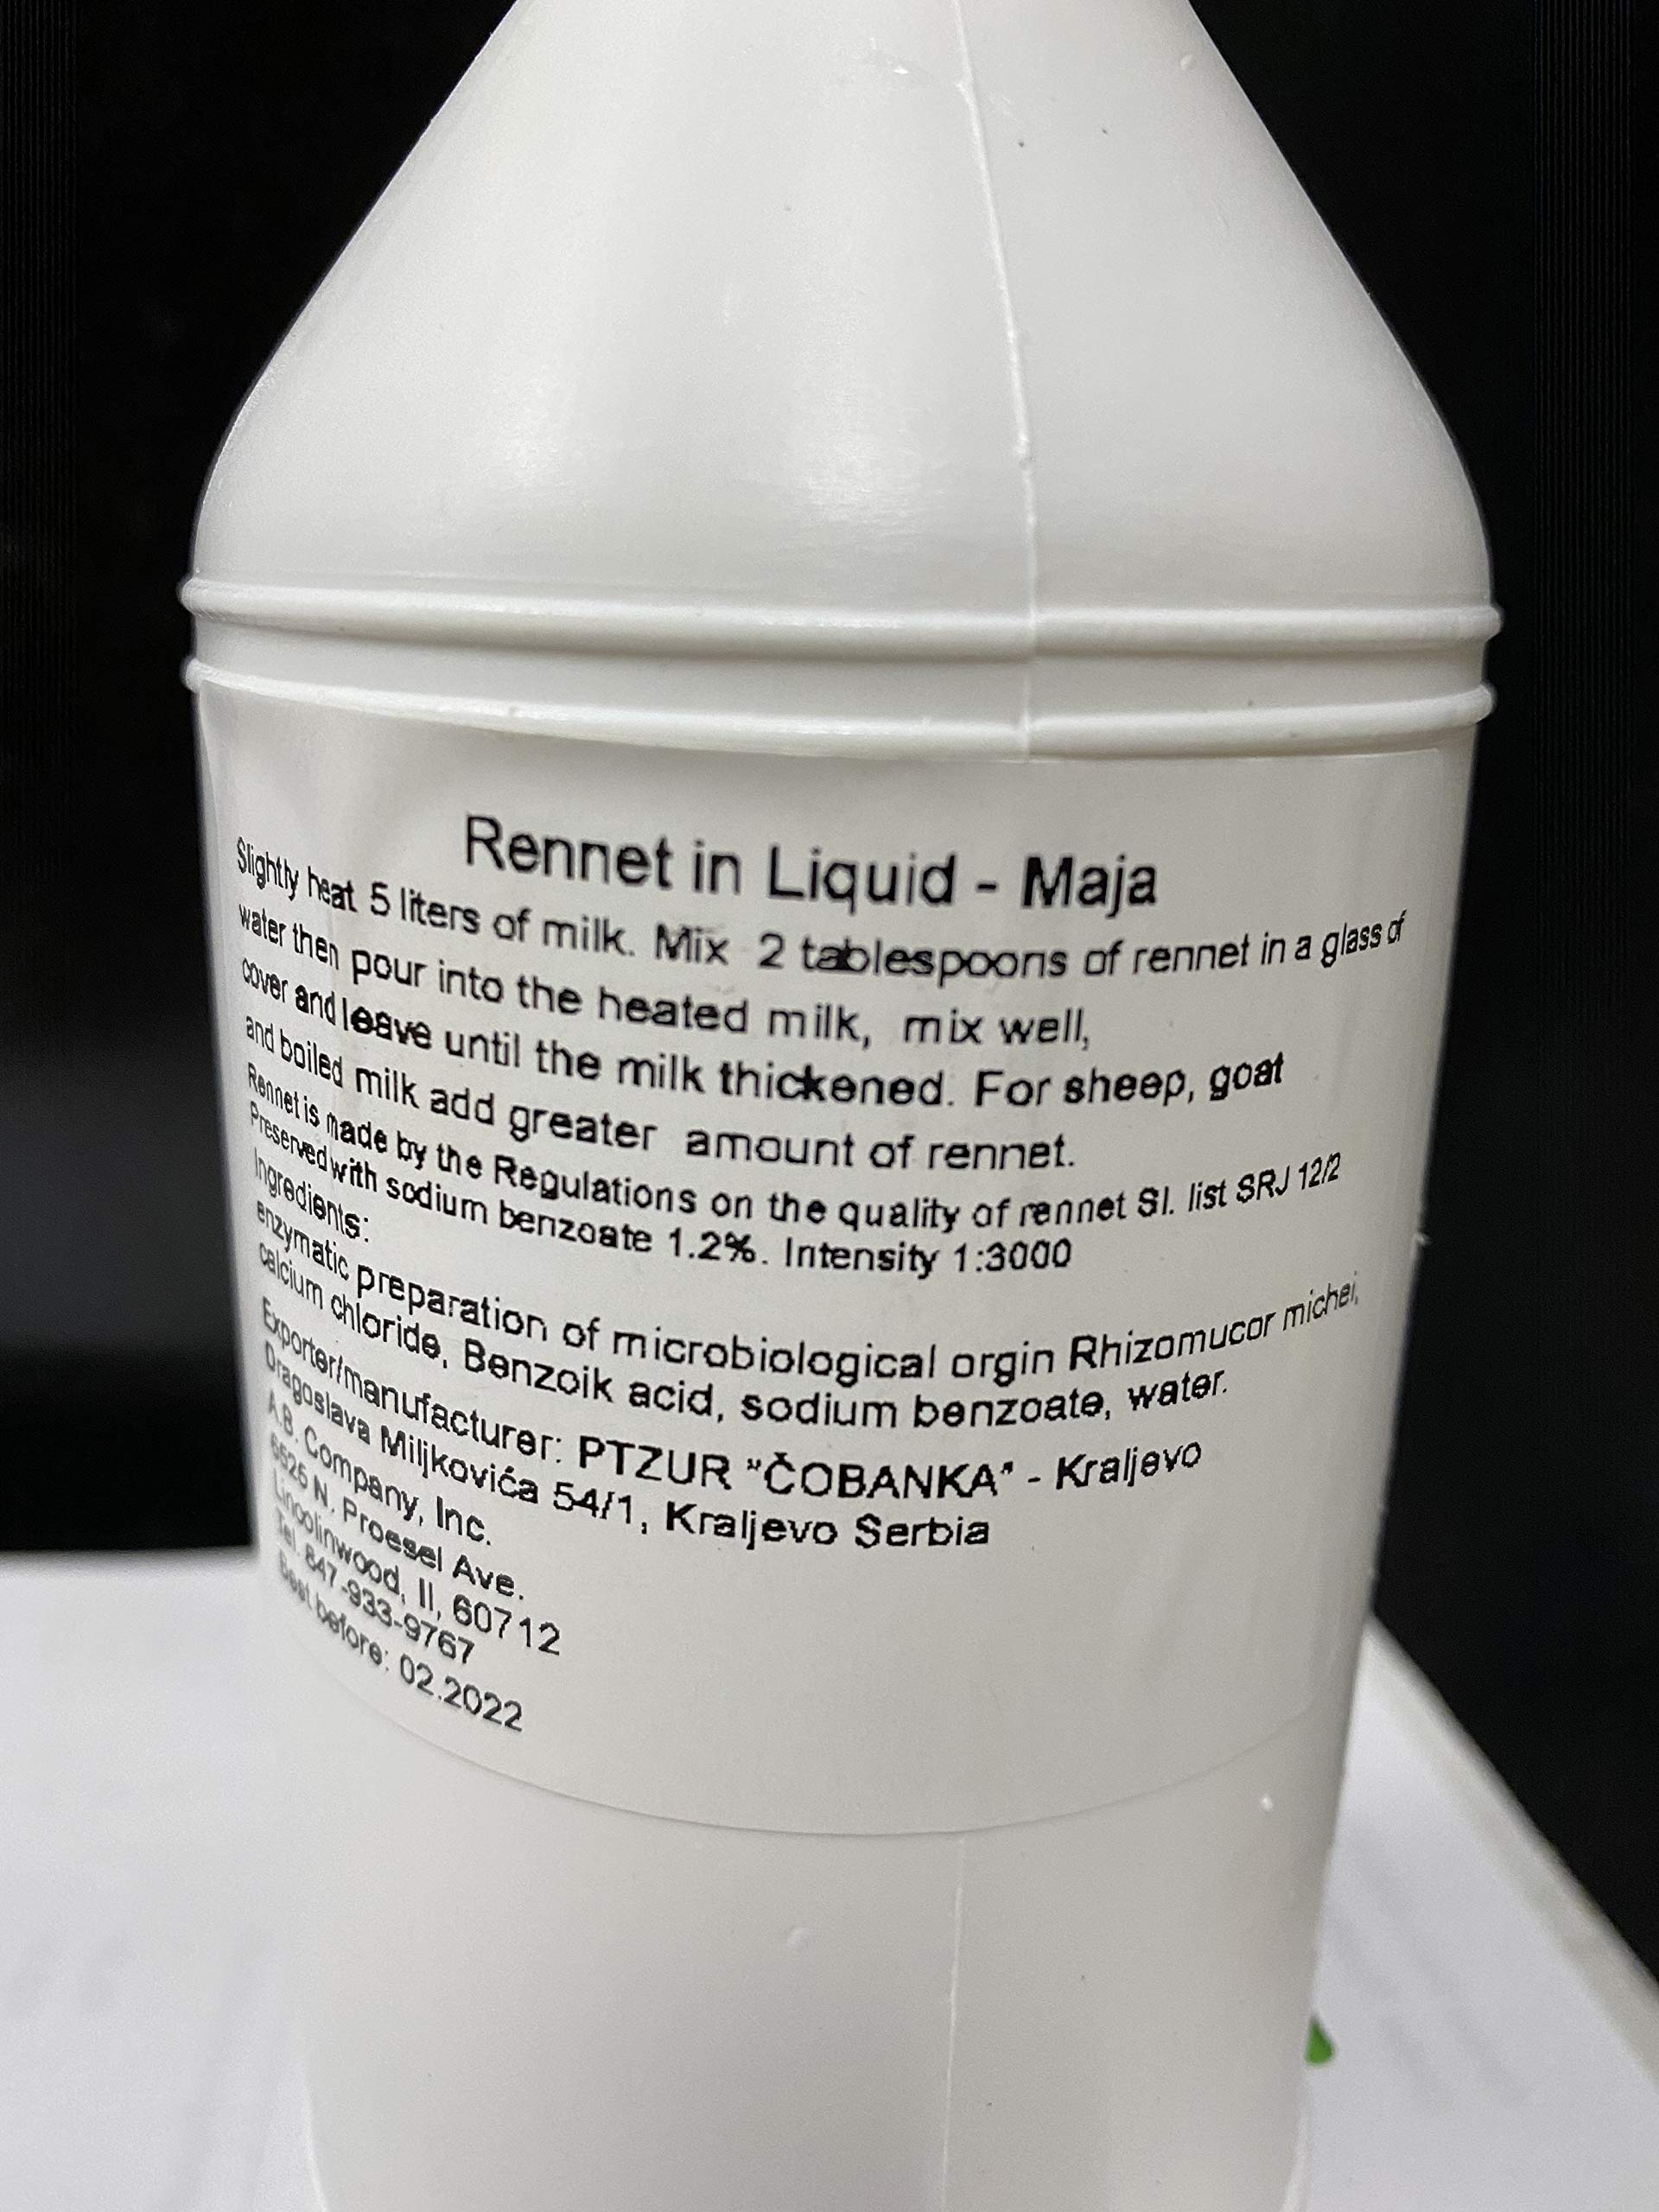 Rennet in Liquid - Maja
Slightly heat 5 liters of milk. Mix 2 tablespoons of rennet in a glass of
water then pour into the heated milk, mix well,
cover and leave until the milk thickened. For sheep, goat
and boiled milk add greater amount of rennet.
Rennet is made by the Regulations on the quality of rennet Sl. list SRJ 12/2
Preserved with sodium benzoate 1.2%. Intensity 1:3000
Ingredients:
enzymatic preparation of microbiological orgin Rhizomucor michei,
calcium chloride, Benzoik acid, sodium benzoate, water.
Exporter/manufacturer: PTZUR "ČOBANKA" - Kraljevo
Dragoslava Miljkovića 54/1, Kraljevo Serbia
A.B. Company, Inc.
6525 N. Proesel Ave.
Lincolinwood, Il, 60712
Tel. 847-933-9767
Best before: 02.2022